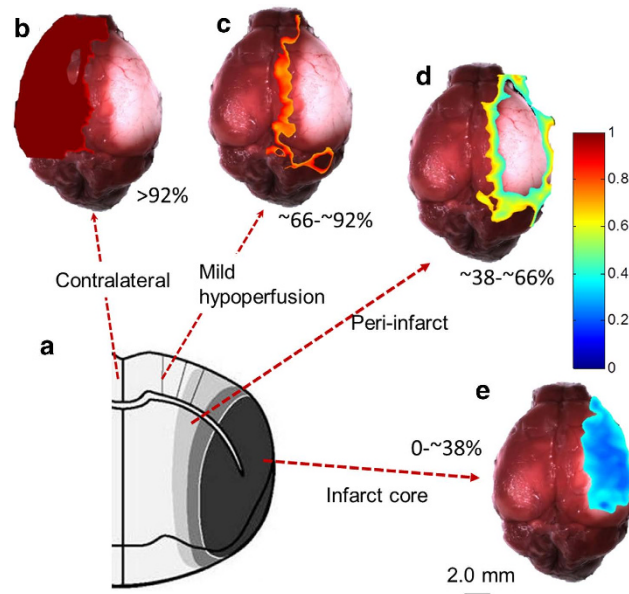 b
c
d
>92%
~66-~92%
~38-~66%
1
0.8
0.6
0.4
0.2
0
Contralateral
Mild
hypoperfusion
Peri-infarct
a
e
0-~38%
Infarct core
2.0 mm